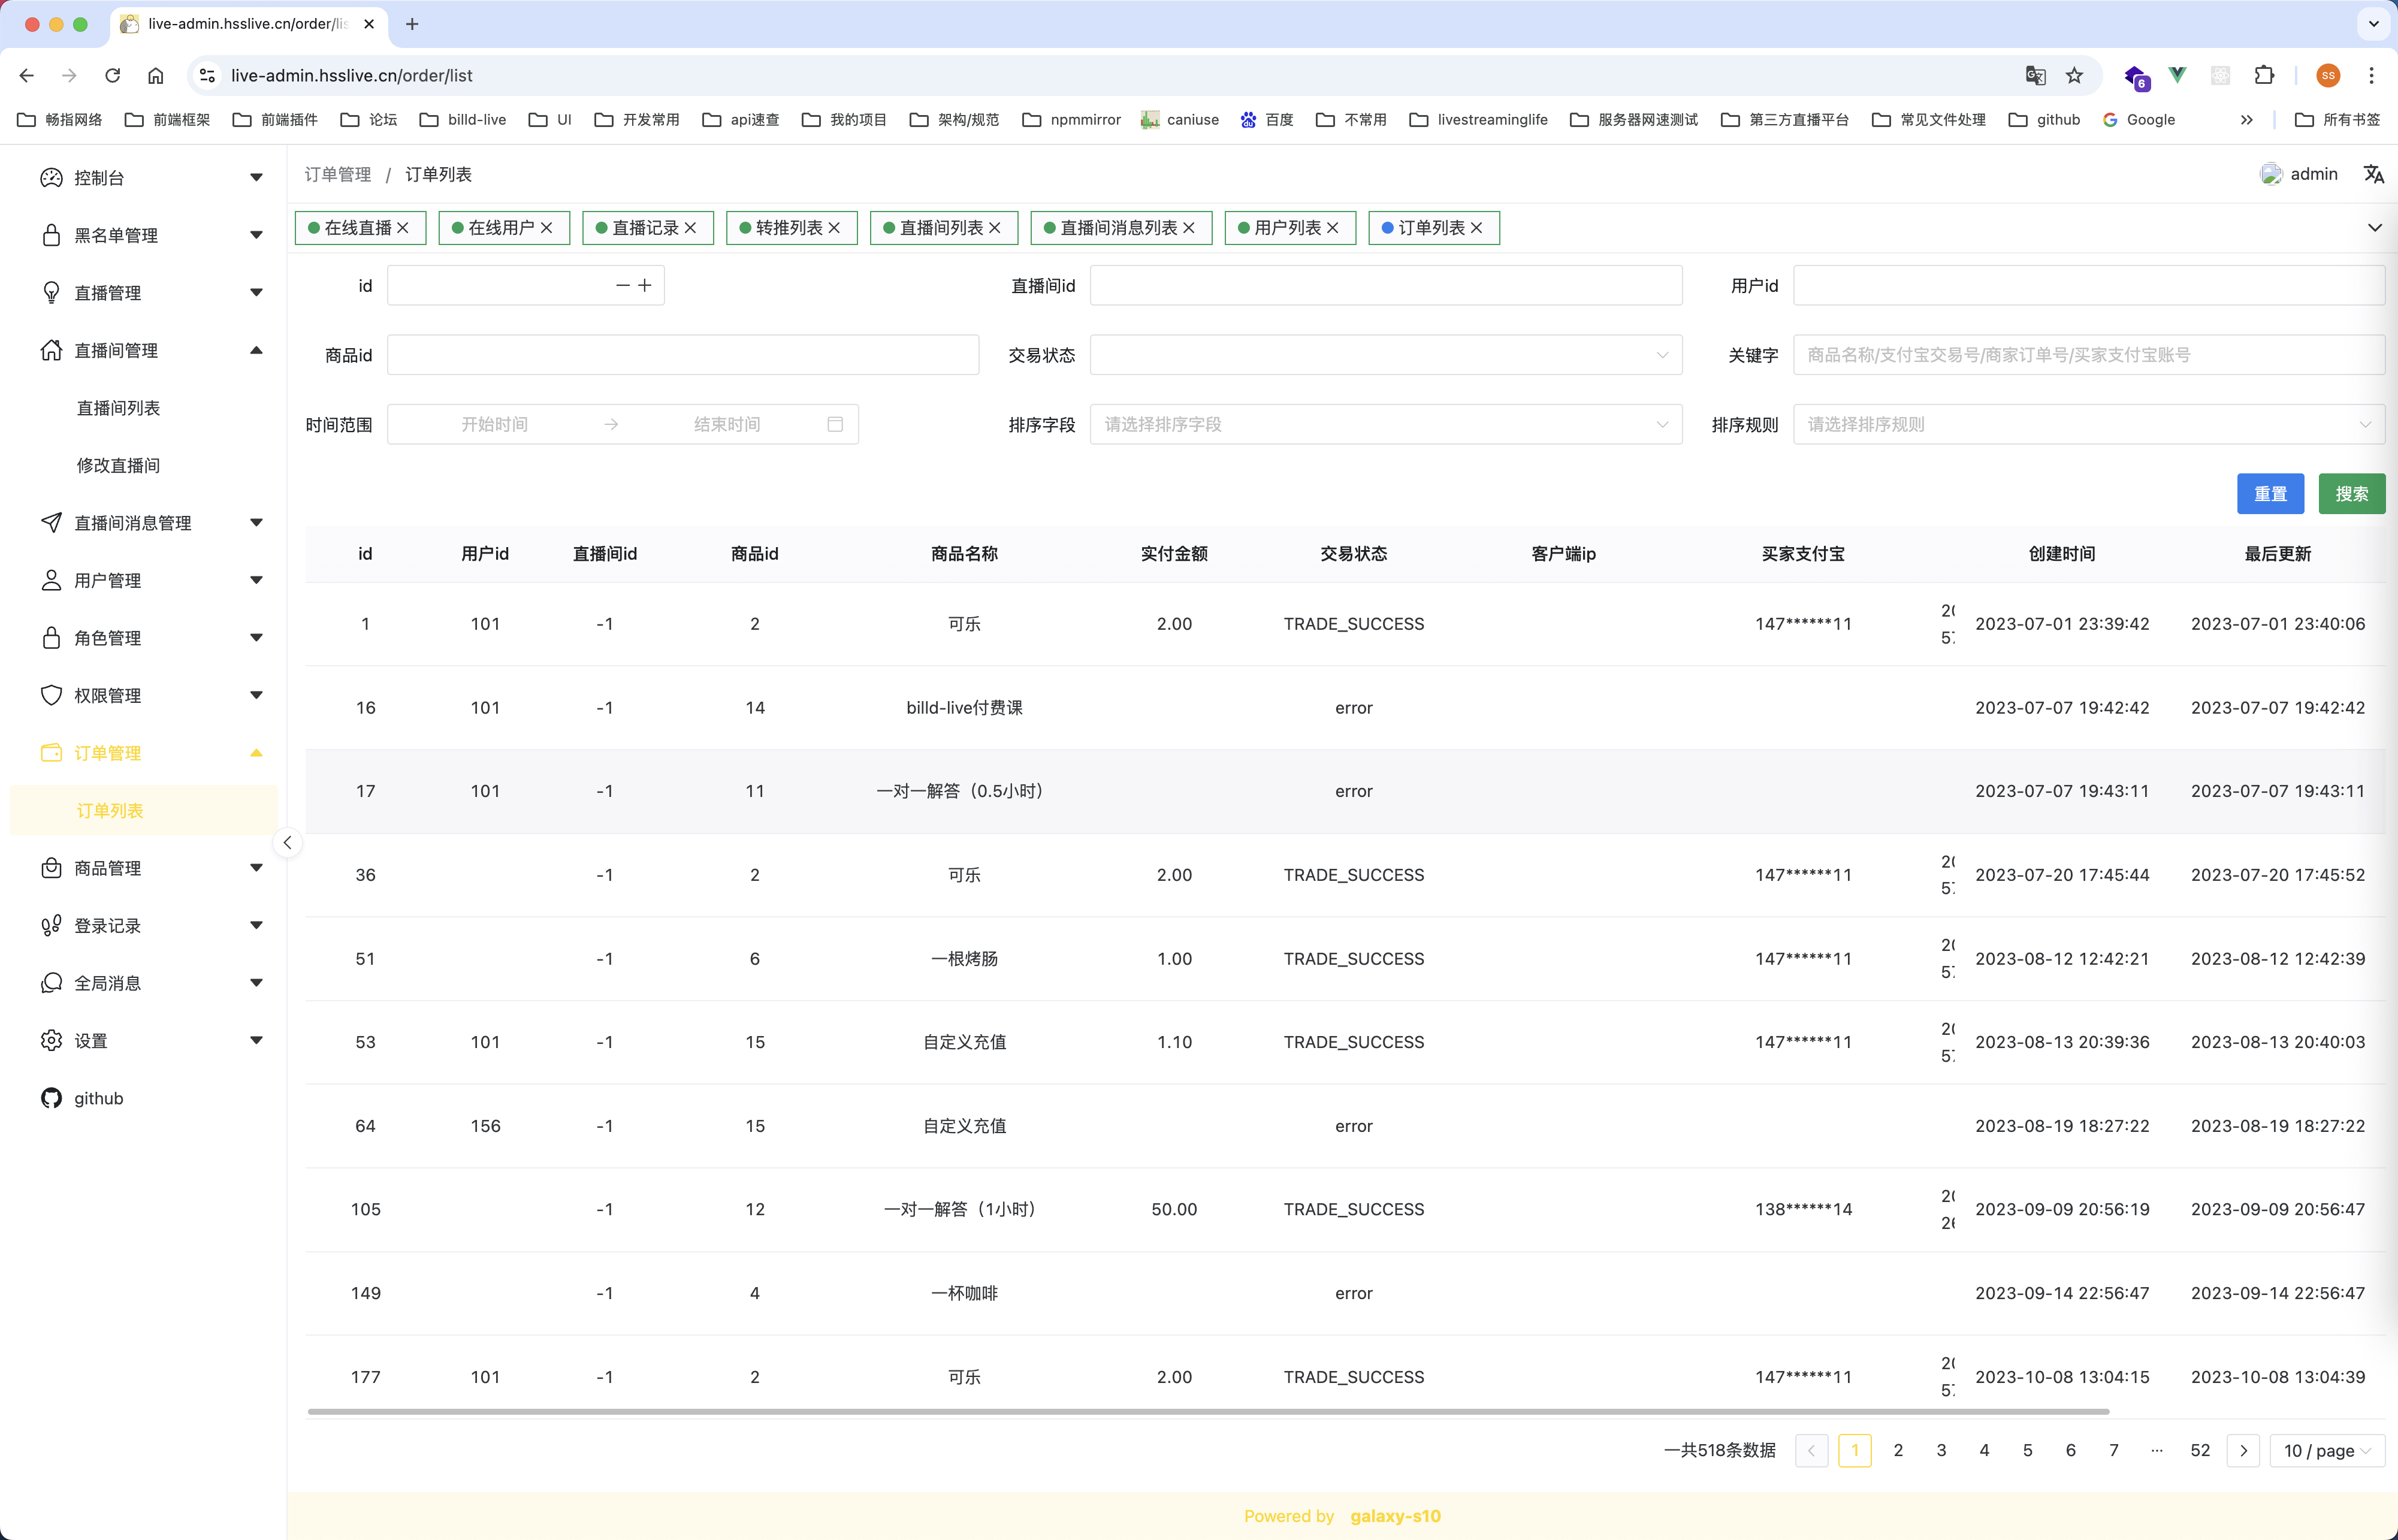 live-admin.hsslive.cn/order/lis
live-admin.hsslive.cn/order/list
6
SS
畅指网络 前端框架 前端插件 论坛 billd-live UI 开发常用 api速查 我的项目 架构/规范 npmmirror caniuse 百度 不常用 livestreaminglife 服务器网速测试 第三方直播平台 常见文件处理 github Google 所有书签
控制台
黑名单管理
直播管理
直播间管理
直播间列表
修改直播间
直播间消息管理
用户管理
角色管理
权限管理
订单管理
订单列表
商品管理
登录记录
全局消息
设置
github
订单管理 / 订单列表
admin
在线直播 在线用户 直播记录 转推列表 直播间列表 直播间消息列表 用户列表 订单列表
id 直播间id 用户id
商品id 交易状态 关键字 商品名称/支付宝交易号/商家订单号/买家支付宝账号
时间范围 开始时间 结束时间 排序字段 请选择排序字段 排序规则 请选择排序规则
重置 搜索
id 用户id 直播间id 商品id 商品名称 实付金额 交易状态 客户端ip 买家支付宝 创建时间 最后更新
1 101 -1 2 可乐 2.00 TRADE_SUCCESS 147******11 2023-07-01 23:39:42 2023-07-01 23:40:06
16 101 -1 14 billd-live付费课 error 2023-07-07 19:42:42 2023-07-07 19:42:42
17 101 -1 11 一对一解答（0.5小时） error 2023-07-07 19:43:11 2023-07-07 19:43:11
36 -1 2 可乐 2.00 TRADE_SUCCESS 147******11 2023-07-20 17:45:44 2023-07-20 17:45:52
51 -1 6 一根烤肠 1.00 TRADE_SUCCESS 147******11 2023-08-12 12:42:21 2023-08-12 12:42:39
53 101 -1 15 自定义充值 1.10 TRADE_SUCCESS 147******11 2023-08-13 20:39:36 2023-08-13 20:40:03
64 156 -1 15 自定义充值 error 2023-08-19 18:27:22 2023-08-19 18:27:22
105 -1 12 一对一解答（1小时） 50.00 TRADE_SUCCESS 138******14 2023-09-09 20:56:19 2023-09-09 20:56:47
149 -1 4 一杯咖啡 error 2023-09-14 22:56:47 2023-09-14 22:56:47
177 101 -1 2 可乐 2.00 TRADE_SUCCESS 147******11 2023-10-08 13:04:15 2023-10-08 13:04:39
一共518条数据 1 2 3 4 5 6 7 ··· 52 10 / page
Powered by galaxy-s10